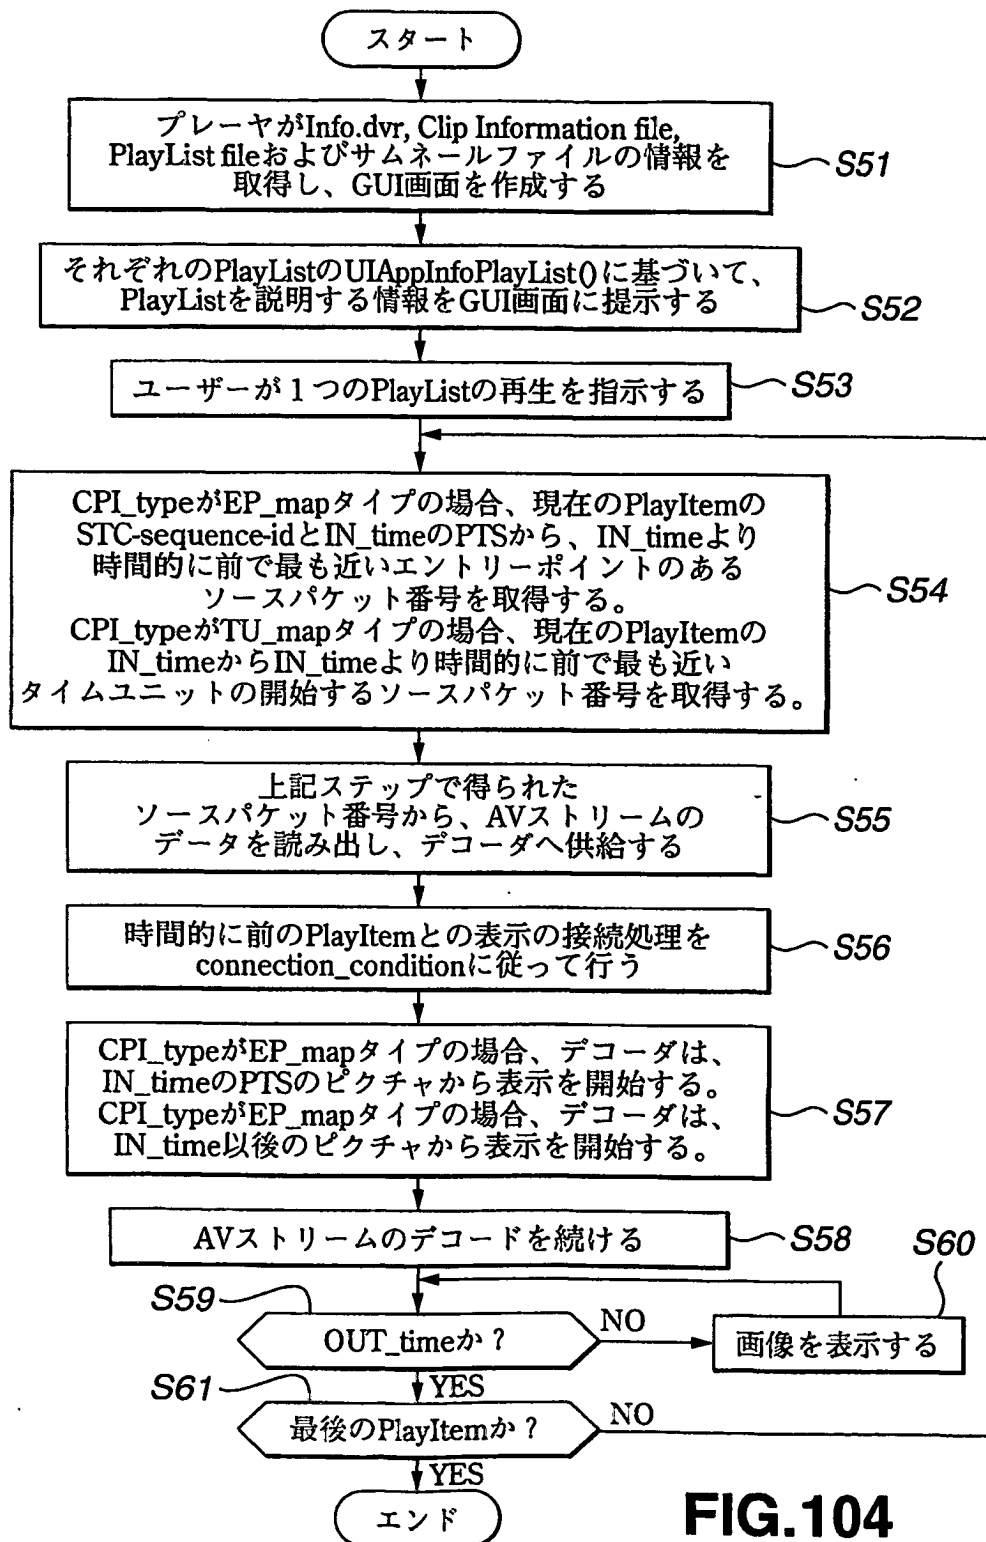 スタート
プレーヤがInfo.dvr, Clip Information file,
PlayList fileおよびサムネールファイルの情報を
取得し、GUI画面を作成する
S51
それぞれのPlayListのUIAppInfoPlayList()に基づいて、
PlayListを説明する情報をGUI画面に提示する
S52
ユーザーが1つのPlayListの再生を指示する
S53
CPI_typeがEP_mapタイプの場合、現在のPlayItemの
STC-sequence-idとIN_timeのPTSから、IN_timeより
時間的に前で最も近いエントリーポイントのある
ソースパケット番号を取得する。
CPI_typeがTU_mapタイプの場合、現在のPlayItemの
IN_timeからIN_timeより時間的に前で最も近い
タイムユニットの開始するソースパケット番号を取得する。
S54
上記ステップで得られた
ソースパケット番号から、AVストリームの
データを読み出し、デコーダへ供給する
S55
時間的に前のPlayItemとの表示の接続処理を
connection_conditionに従って行う
S56
CPI_typeがEP_mapタイプの場合、デコーダは、
IN_timeのPTSのピクチャから表示を開始する。
CPI_typeがEP_mapタイプの場合、デコーダは、
IN_time以後のピクチャから表示を開始する。
S57
AVストリームのデコードを続ける
S58
S59
OUT_timeか?
NO
S60
画像を表示する
YES
S61
最後のPlayItemか?
NO
YES
エンド
FIG.104